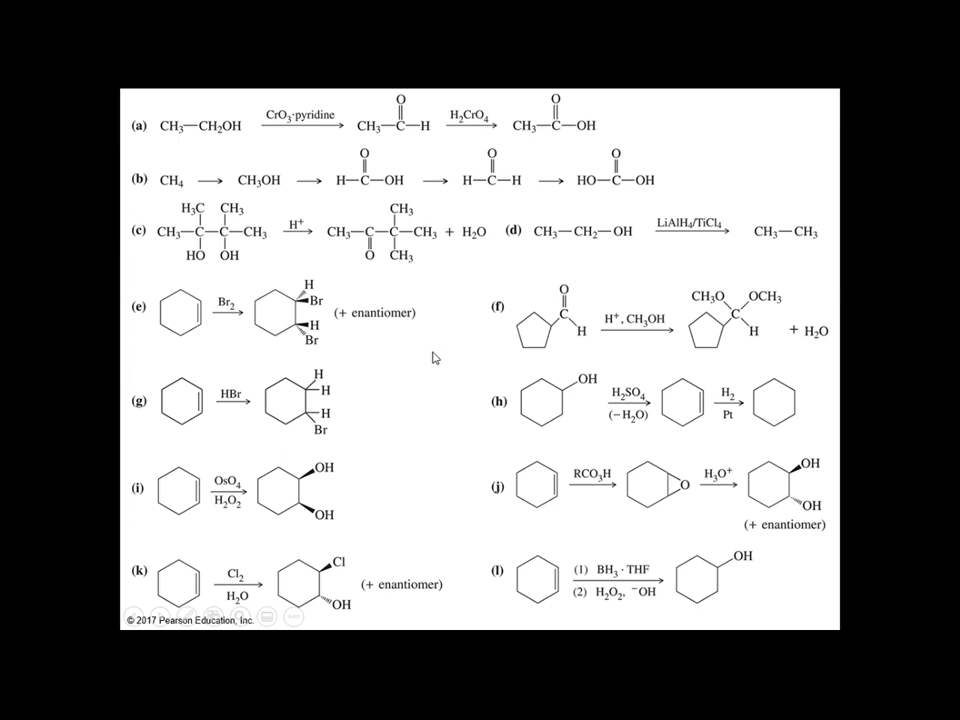 (a) CH₃—CH₂OH CrO₃·pyridine CH₃—C—H H₂CrO₄ CH₃—C—OH
O O
(b) CH₄ → CH₃OH → H—C—OH → H—C—H → HO—C—OH
O O O
H₃C CH₃ CH₃
(c) CH₃—C—C—CH₃ H⁺ CH₃—C—C—CH₃ + H₂O
HO OH O CH₃
(d) CH₃—CH₂—OH LiAlH₄/TiCl₄ CH₃—CH₃
(e) Br₂ H Br H Br (+ enantiomer)
(f) O C H H⁺, CH₃OH CH₃O OCH₃ C H + H₂O
(g) HBr H H H Br
(h) OH H₂SO₄ (−H₂O) H₂ Pt
(i) OsO₄ H₂O₂ OH OH
(j) RCO₃H O H₃O⁺ OH OH
(+ enantiomer)
(k) Cl₂ H₂O Cl OH (+ enantiomer)
(l) (1) BH₃ · THF OH
(2) H₂O₂, ⁻OH
© 2017 Pearson Education, Inc.